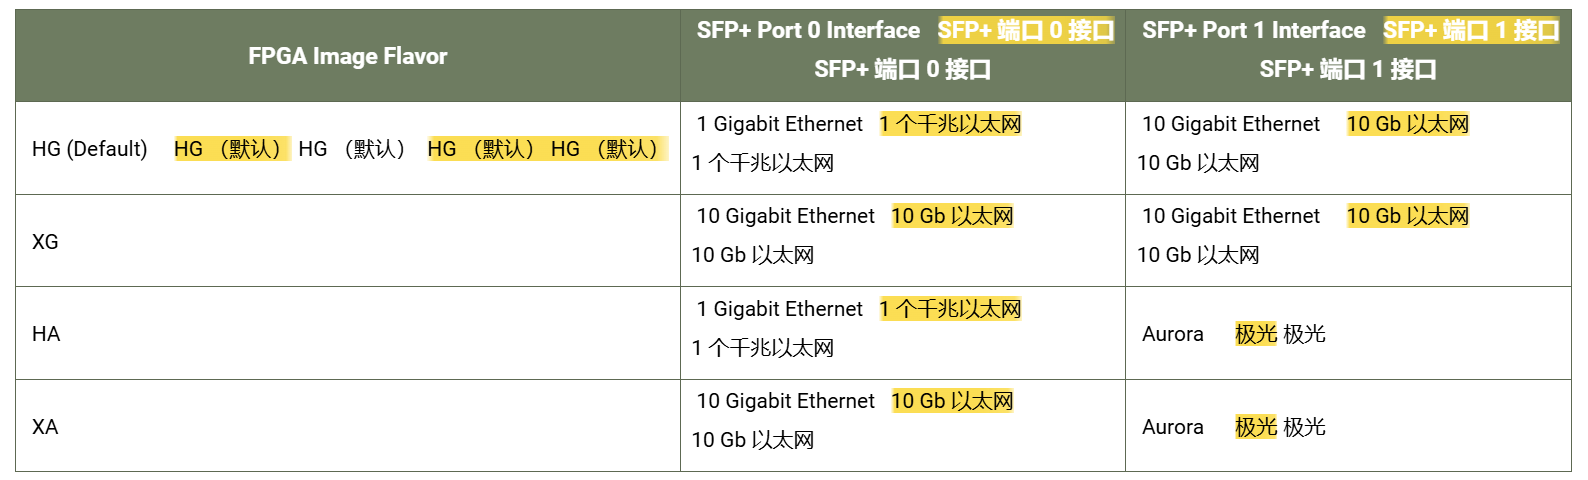 FPGA Image Flavor
SFP+ Port 0 Interface SFP+ 端口 0 接口
SFP+ 端口 0 接口
SFP+ Port 1 Interface SFP+ 端口 1 接口
SFP+ 端口 1 接口
HG (Default) HG （默认） HG （默认） HG （默认） HG （默认）
1 Gigabit Ethernet 1 个千兆以太网
1 个千兆以太网
10 Gigabit Ethernet 10 Gb 以太网
10 Gb 以太网
XG
10 Gigabit Ethernet 10 Gb 以太网
10 Gb 以太网
10 Gigabit Ethernet 10 Gb 以太网
10 Gb 以太网
HA
1 Gigabit Ethernet 1 个千兆以太网
1 个千兆以太网
Aurora 极光 极光
XA
10 Gigabit Ethernet 10 Gb 以太网
10 Gb 以太网
Aurora 极光 极光